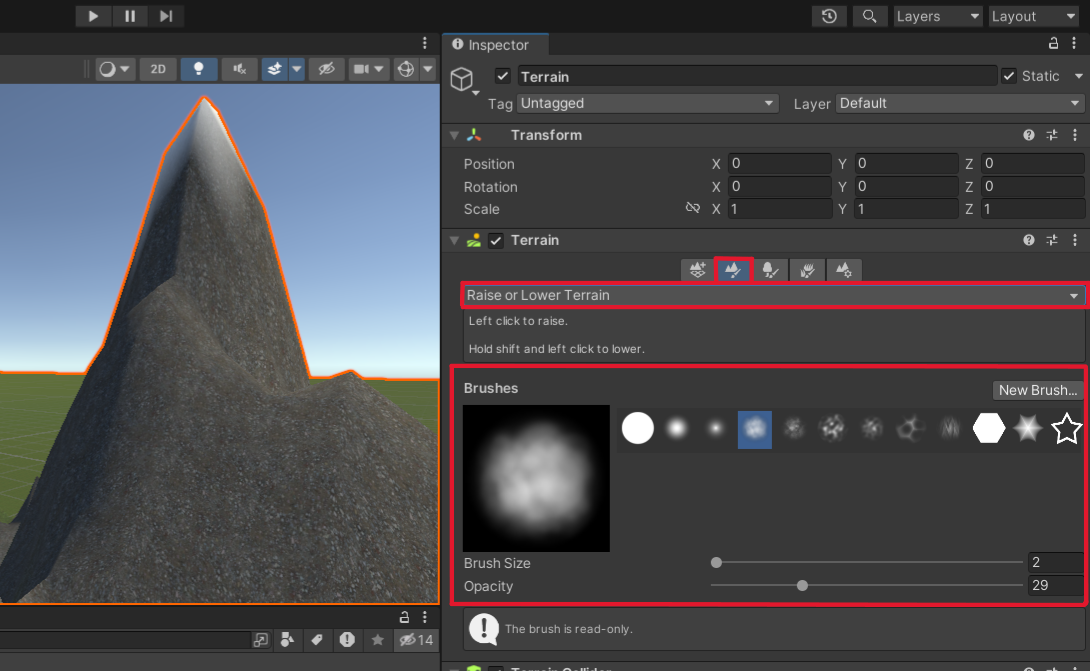 Layers
Layout
Inspector
2D
Terrain
Static
Tag Untagged
Layer Default
Transform
Position X 0 Y 0 Z 0
Rotation X 0 Y 0 Z 0
Scale X 1 Y 1 Z 1
Terrain
Raise or Lower Terrain
Left click to raise.
Hold shift and left click to lower.
Brushes
New Brush...
Brush Size 2
Opacity 29
14
The brush is read-only.
Terrain Collider